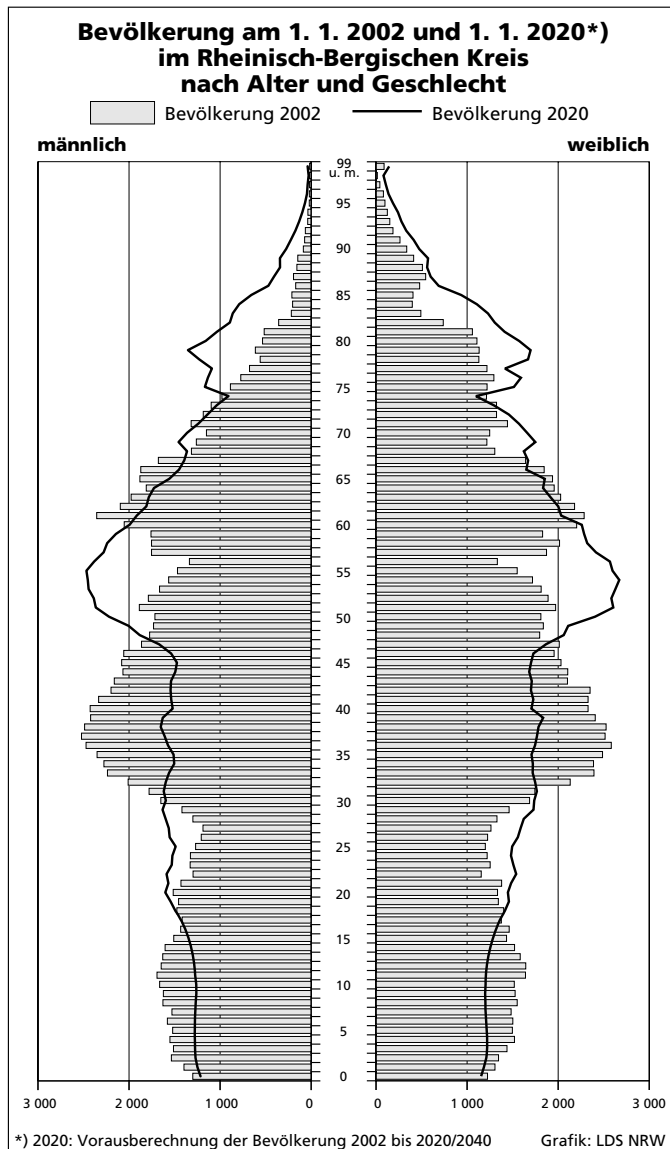 Bevölkerung am 1. 1. 2002 und 1. 1. 2020*)
im Rheinisch-Bergischen Kreis
nach Alter und Geschlecht
Bevölkerung 2002 Bevölkerung 2020
männlich weiblich
99
u. m.
95
90
85
80
75
70
65
60
55
50
45
40
35
30
25
20
15
10
5
0
3 000 2 000 1 000 0 0 1 000 2 000 3 000
*) 2020: Vorausberechnung der Bevölkerung 2002 bis 2020/2040 Grafik: LDS NRW